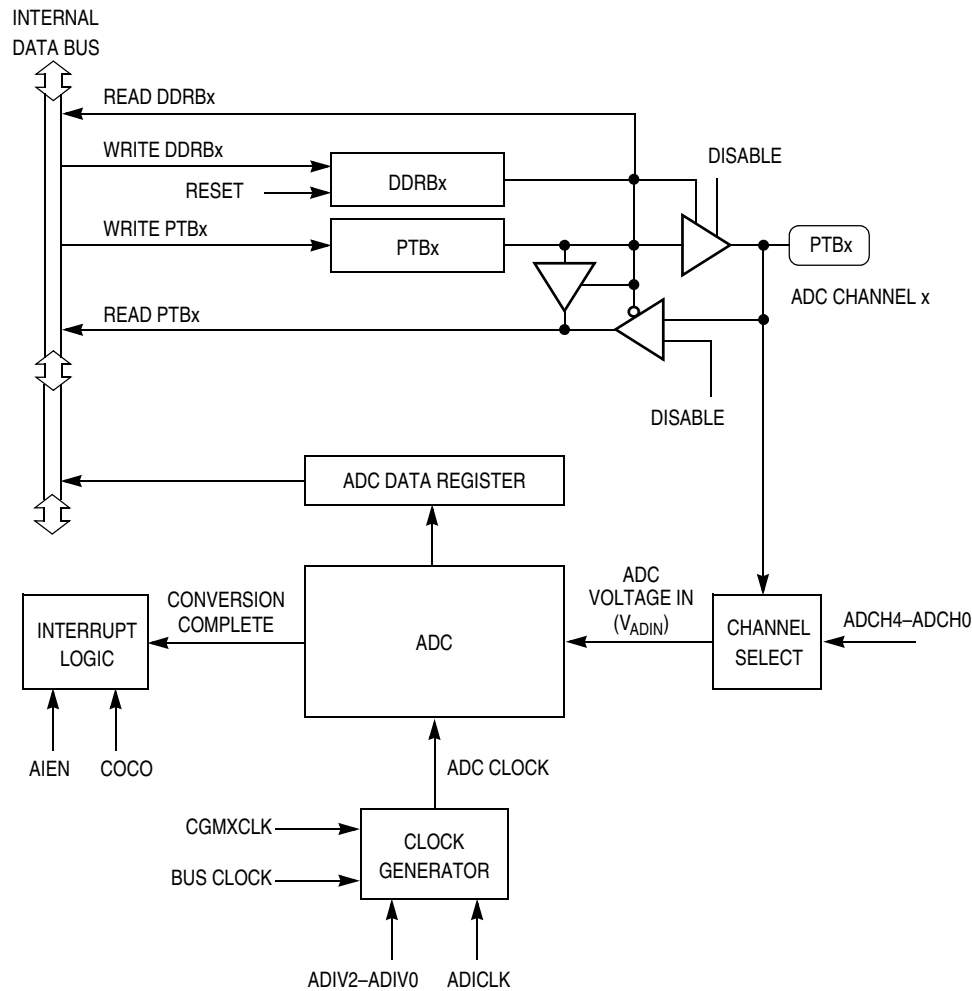 INTERNAL
DATA BUS
READ DDRBx
WRITE DDRBx
DISABLE
RESET
DDRBx
WRITE PTBx
PTBx
PTBx
ADC CHANNEL x
READ PTBx
DISABLE
ADC DATA REGISTER
INTERRUPT
LOGIC
CONVERSION
COMPLETE
ADC
ADC
VOLTAGE IN
(VADIN)
CHANNEL
SELECT
ADCH4–ADCH0
AIEN
COCO
ADC CLOCK
CGMXCLK
CLOCK
GENERATOR
BUS CLOCK
ADIV2–ADIV0
ADICLK